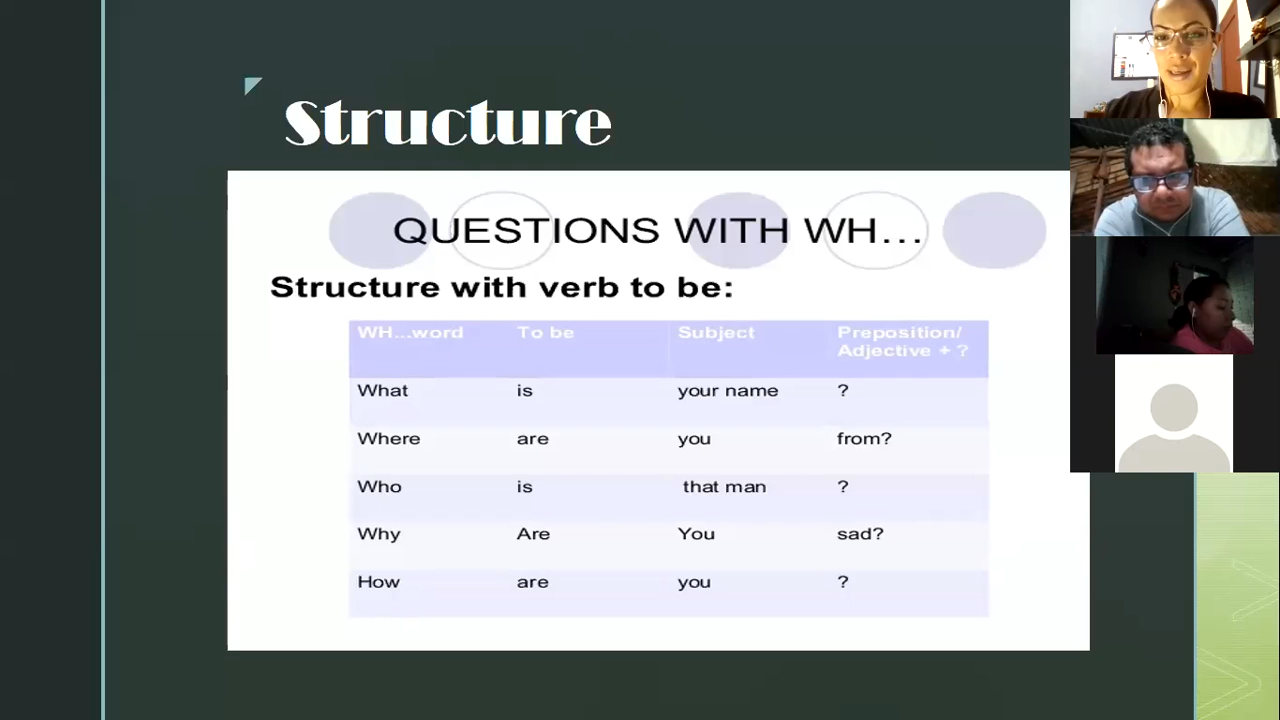 Structure
QUESTIONS WITH WH...
Structure with verb to be:
WH...word To be Subject Preposition/
Adjective + ?
What is your name ?
Where are you from?
Who is that man ?
Why Are You sad?
How are you ?